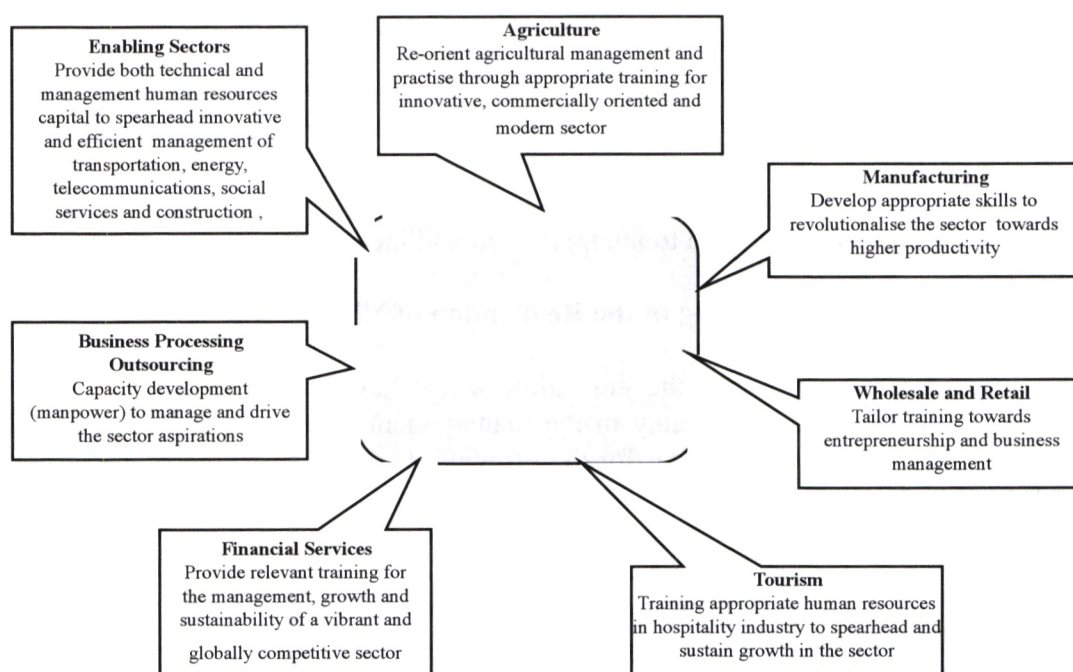 Enabling Sectors
Provide both technical and
management human resources
capital to spearhead innovative
and efficient management of
transportation, energy,
telecommunications, social
services and construction ,
Agriculture
Re-orient agricultural management and
practise through appropriate training for
innovative, commercially oriented and
modern sector
Manufacturing
Develop appropriate skills to
revolutionalise the sector towards
higher productivity
Business Processing
Outsourcing
Capacity development
(manpower) to manage and drive
the sector aspirations
Wholesale and Retail
Tailor training towards
entrepreneurship and business
management
Financial Services
Provide relevant training for
the management, growth and
sustainability of a vibrant and
globally competitive sector
Tourism
Training appropriate human resources
in hospitality industry to spearhead and
sustain growth in the sector